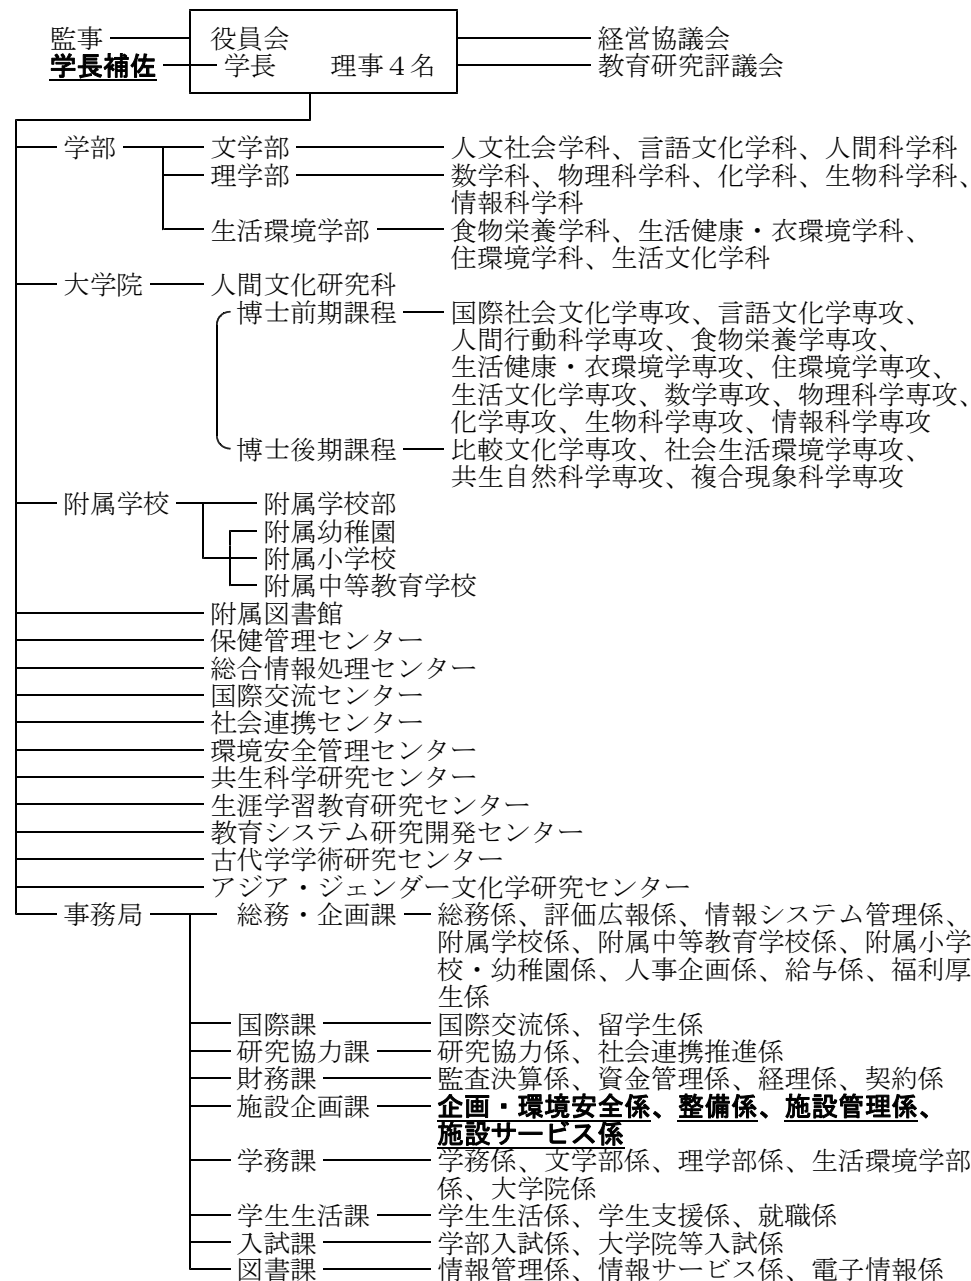 監事 役員会 経営協議会
学長補佐 学長 理事4名 教育研究評議会
学部 文学部 人文社会学科、言語文化学科、人間科学科
理学部 数学科、物理科学科、化学科、生物科学科、
情報科学科
生活環境学部 食物栄養学科、生活健康・衣環境学科、
住環境学科、生活文化学科
大学院 人間文化研究科
博士前期課程 国際社会文化学専攻、言語文化学専攻、
人間行動科学専攻、食物栄養学専攻、
生活健康・衣環境学専攻、住環境学専攻、
生活文化学専攻、数学専攻、物理科学専攻、
化学専攻、生物科学専攻、情報科学専攻
博士後期課程 比較文化学専攻、社会生活環境学専攻、
共生自然科学専攻、複合現象科学専攻
附属学校 附属学校部
附属幼稚園
附属小学校
附属中等教育学校
附属図書館
保健管理センター
総合情報処理センター
国際交流センター
社会連携センター
環境安全管理センター
共生科学研究センター
生涯学習教育研究センター
教育システム研究開発センター
古代学学術研究センター
アジア・ジェンダー文化学研究センター
事務局 総務・企画課 総務係、評価広報係、情報システム管理係、
附属学校係、附属中等教育学校係、附属小学
校・幼稚園係、人事企画係、給与係、福利厚
生係
国際課 国際交流係、留学生係
研究協力課 研究協力係、社会連携推進係
財務課 監査決算係、資金管理係、経理係、契約係
施設企画課 企画・環境安全係、整備係、施設管理係、
施設サービス係
学務課 学務係、文学部係、理学部係、生活環境学部
係、大学院係
学生生活課 学生生活係、学生支援係、就職係
入試課 学部入試係、大学院等入試係
図書課 情報管理係、情報サービス係、電子情報係